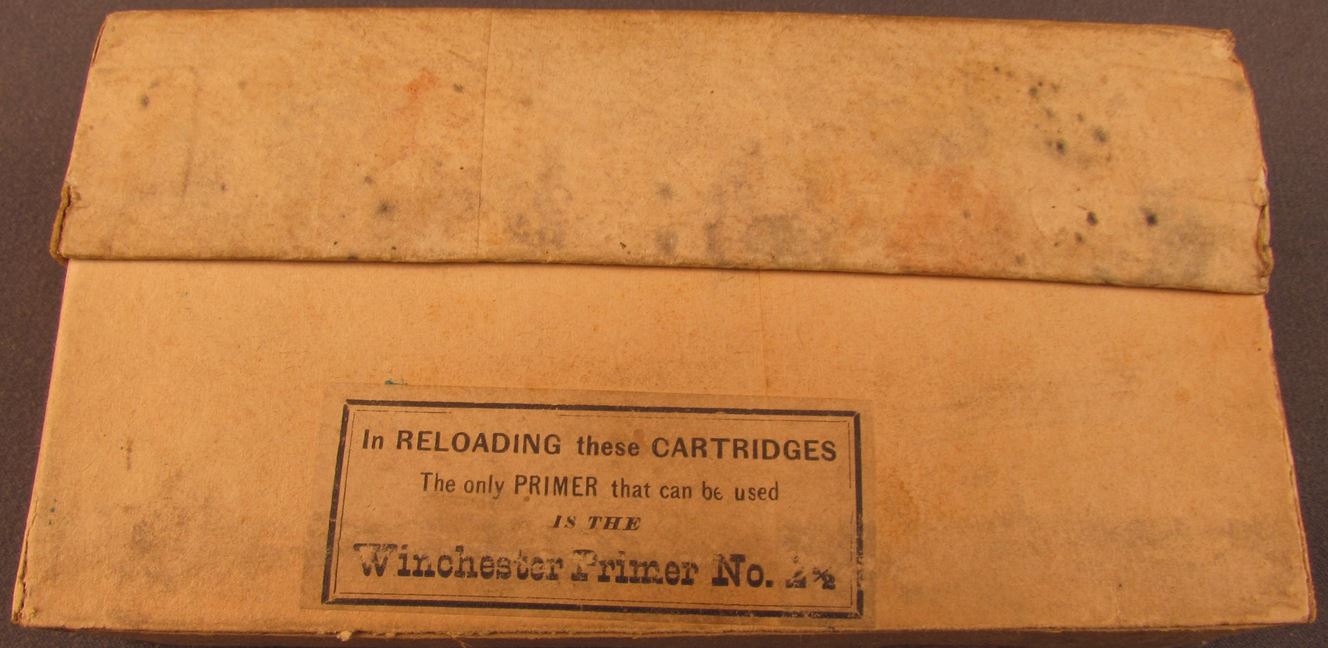 In RELOADING these CARTRIDGES
The only PRIMER that can be used
IS THE
Winchester Primer No. 2½